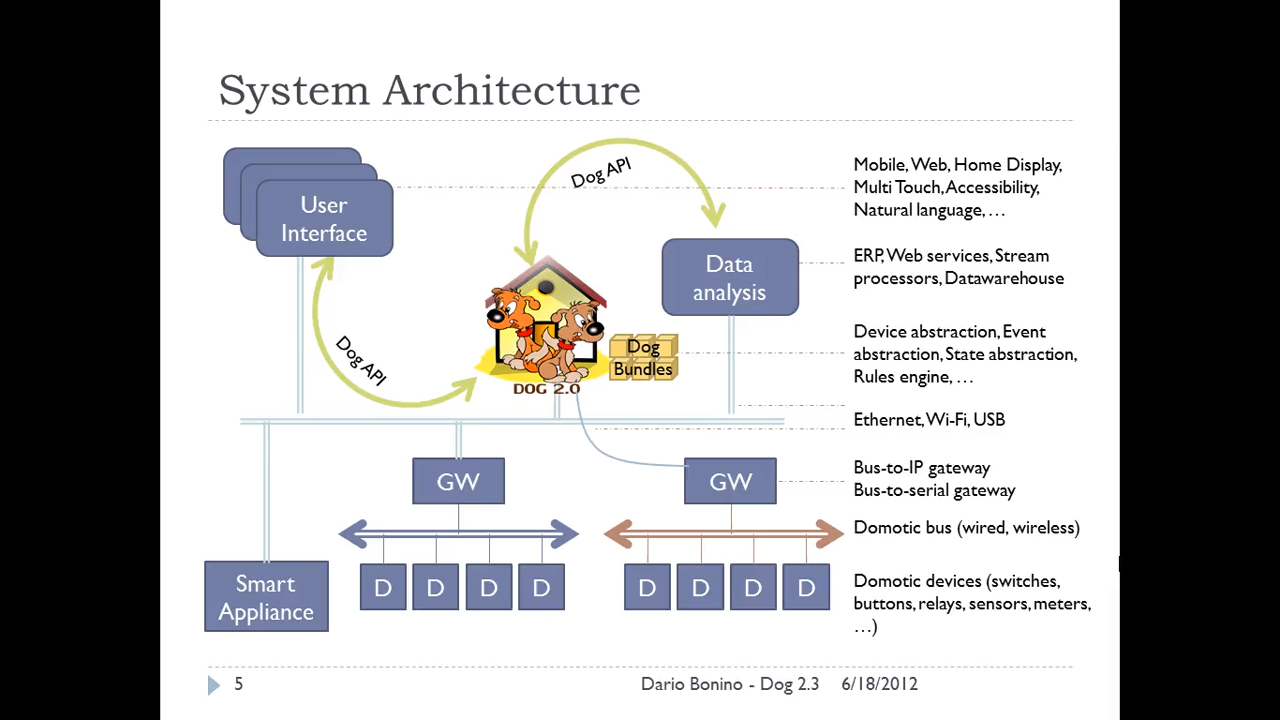 System Architecture
User
Interface
Dog API
Dog API
Data
analysis
Dog
Bundles
DOG 2.0
GW
GW
D
D
D
D
D
D
D
D
Smart
Appliance
Mobile, Web, Home Display,
Multi Touch, Accessibility,
Natural language, …
ERP, Web services, Stream
processors, Datawarehouse
Device abstraction, Event
abstraction, State abstraction,
Rules engine, …
Ethernet, Wi-Fi, USB
Bus-to-IP gateway
Bus-to-serial gateway
Domotic bus (wired, wireless)
Domotic devices (switches,
buttons, relays, sensors, meters,
…)
5
Dario Bonino - Dog 2.3
6/18/2012